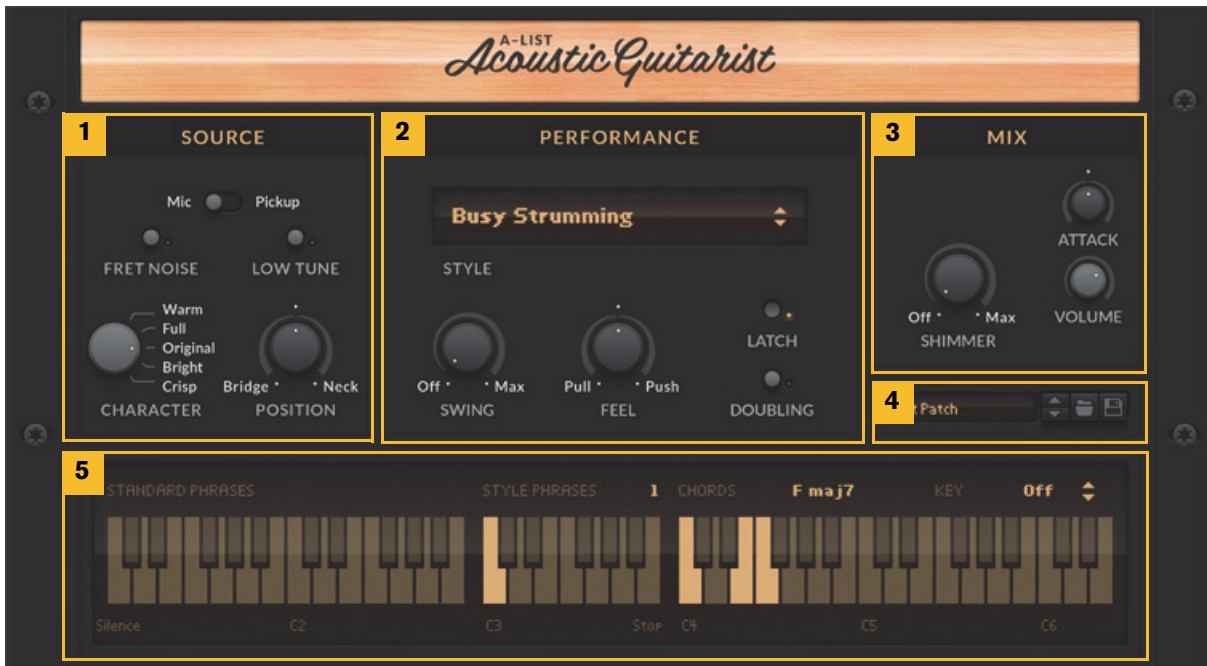 A-LIST
Acoustic Guitarist
1
SOURCE
Mic Pickup
FRET NOISE LOW TUNE
Warm
Full
Original
Bright
Crisp
CHARACTER
Bridge Neck
POSITION
2
PERFORMANCE
Busy Strumming
STYLE
Off Max
SWING
Pull Push
FEEL
LATCH
DOUBLING
3
MIX
ATTACK
Off Max
SHIMMER
VOLUME
4
t Patch
5
STANDARD PHRASES STYLE PHRASES 1 CHORDS F maj7 KEY Off
Silence C2 C3 Stop C4 C5 C6